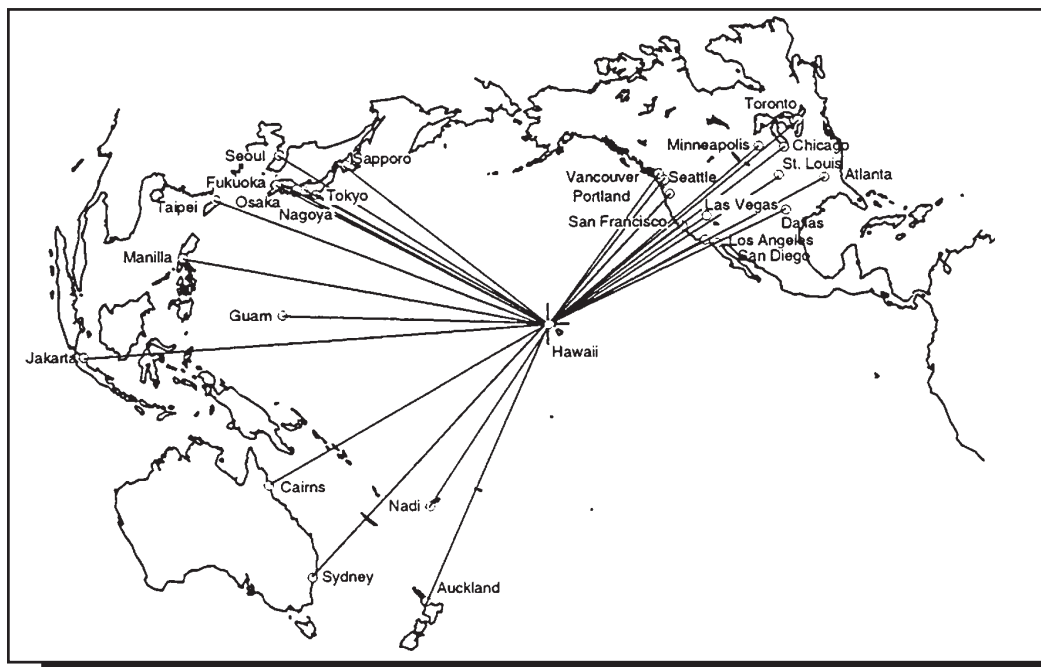 Toronto
Minneapolis
Chicago
St. Louis
Seoul
Sapporo
Vancouver
Seattle
Atlanta
Fukuoka
Portland
Osaka
Tokyo
Taipei
Las Vegas
Nagoya
San Francisco
Dallas
Los Angeles
San Diego
Manilla
Guam
Hawaii
Jakarta
Cairns
Nadi
Sydney
Auckland